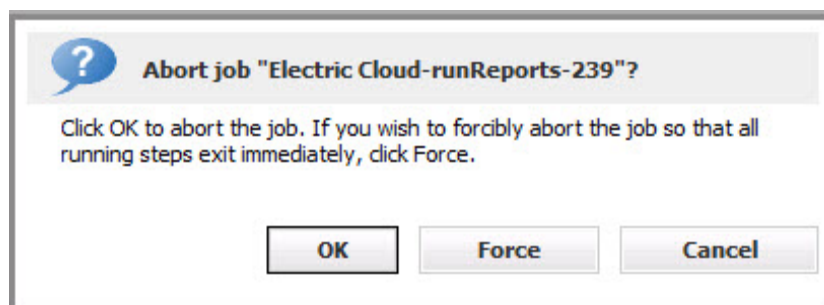 Abort job "Electric Cloud-runReports-239"?
Click OK to abort the job. If you wish to forcibly abort the job so that all
running steps exit immediately, click Force.
OK Force Cancel